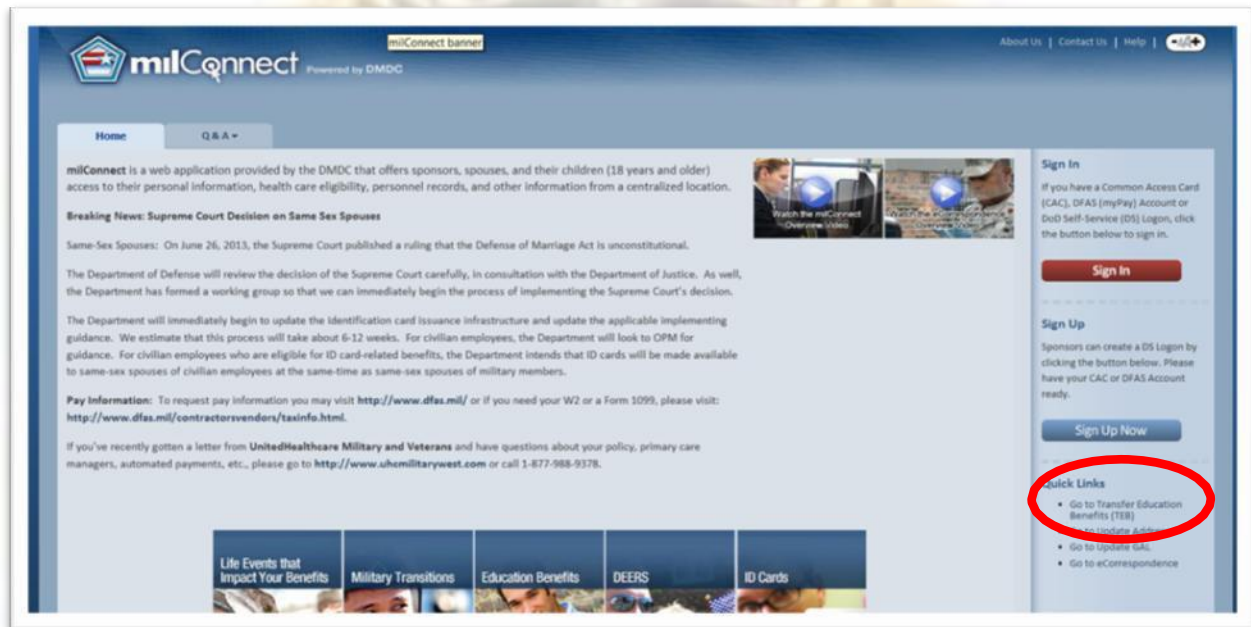 milConnect banner
About Us | Contact Us | Help |
milConnect Powered by DMDC
Home Q & A
milConnect is a web application provided by the DMDC that offers sponsors, spouses, and their children (18 years and older)
access to their personal information, health care eligibility, personnel records, and other information from a centralized location.
Breaking News: Supreme Court Decision on Same Sex Spouses
Same-Sex Spouses: On June 26, 2013, the Supreme Court published a ruling that the Defense of Marriage Act is unconstitutional.
The Department of Defense will review the decision of the Supreme Court carefully, in consultation with the Department of Justice. As well,
the Department has formed a working group so that we can immediately begin the process of implementing the Supreme Court's decision.
The Department will immediately begin to update the identification card issuance infrastructure and update the applicable implementing
guidance. We estimate that this process will take about 6-12 weeks. For civilian employees, the Department will look to OPM for
guidance. For civilian employees who are eligible for ID card-related benefits, the Department intends that ID cards will be made available
to same-sex spouses of civilian employees at the same-time as same-sex spouses of military members.
Pay Information: To request pay information you may visit http://www.dfas.mil/ or if you need your W2 or a Form 1099, please visit:
http://www.dfas.mil/contractorsvendors/taxinfo.html.
If you've recently gotten a letter from UnitedHealthcare Military and Veterans and have questions about your policy, primary care
managers, automated payments, etc., please go to http://www.uhcmilitarywest.com or call 1-877-988-9378.
Watch the milConnect
Overview Video
Watch the eCorrespondence
Overview Video
Sign In
If you have a Common Access Card
(CAC), DFAS (myPay) Account or
DoD Self-Service (DS) Logon, click
the button below to sign in.
Sign In
Sign Up
Sponsors can create a DS Logon by
clicking the button below. Please
have your CAC or DFAS Account
ready.
Sign Up Now
Quick Links
Go to Transfer Education
Benefits (TEB)
Go to Update Address
Go to Update GAL
Go to eCorrespondence
Life Events that
Impact Your Benefits
Military Transitions
Education Benefits
DEERS
ID Cards